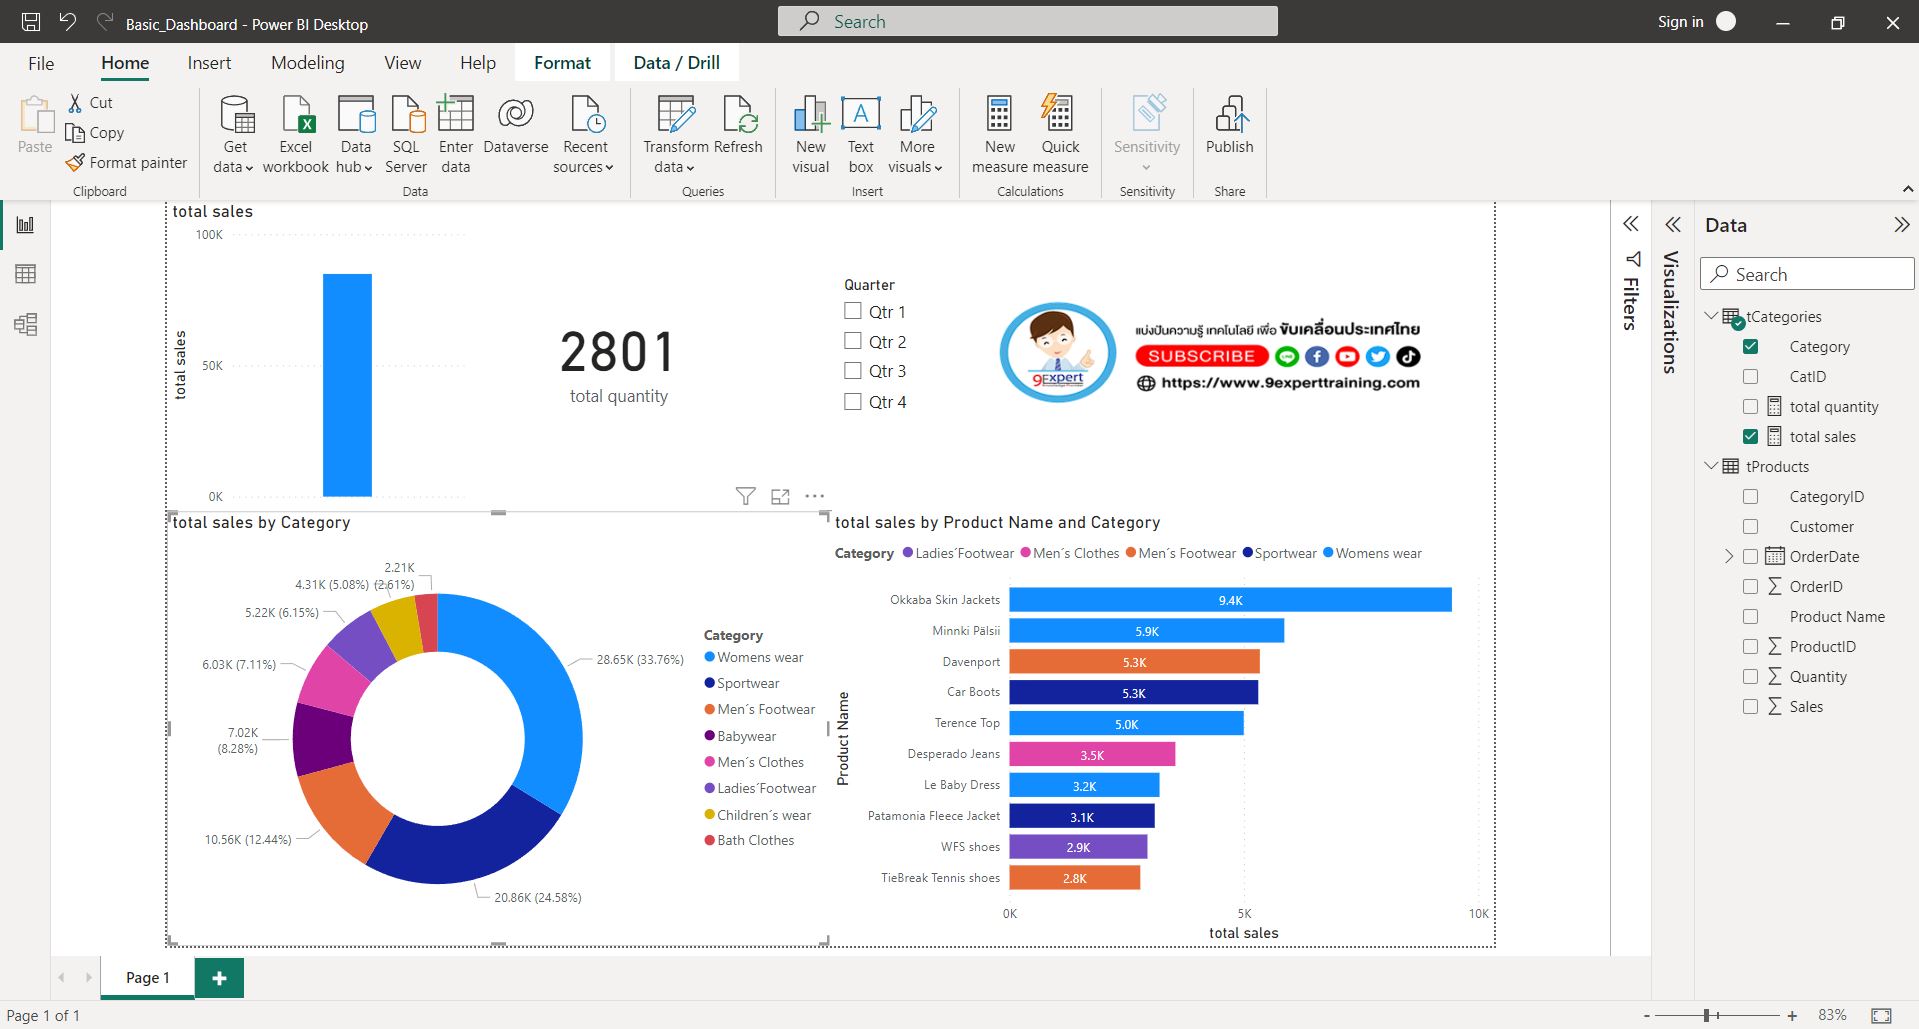 Basic_Dashboard - Power BI Desktop
Search
Sign in
File Home Insert Modeling View Help Format Data / Drill
Paste
Cut
Copy
Format painter
Clipboard
Get data
Excel workbook
Data hub
SQL Server
Enter data
Dataverse
Recent sources
Data
Transform data
Refresh
Queries
New visual
Text box
More visuals
Insert
New measure
Quick measure
Calculations
Sensitivity
Sensitivity
Publish
Share
total sales
100K
50K
0K
total sales
2801
total quantity
Quarter
Qtr 1
Qtr 2
Qtr 3
Qtr 4
9Expert
แบ่งปันความรู้ เทคโนโลยี เพื่อ ขับเคลื่อนประเทศไทย
SUBSCRIBE
https://www.9experttraining.com
total sales by Category
2.21K
(2.61%)
4.31K (5.08%)
5.22K (6.15%)
6.03K (7.11%)
7.02K
(8.28%)
10.56K (12.44%)
20.86K (24.58%)
28.65K (33.76%)
Category
Womens wear
Sportwear
Men´s Footwear
Babywear
Men´s Clothes
Ladies´Footwear
Children´s wear
Bath Clothes
total sales by Product Name and Category
Category Ladies´Footwear Men´s Clothes Men´s Footwear Sportwear Womens wear
Product Name
Okkaba Skin Jackets 9.4K
Minnki Pälsii 5.9K
Davenport 5.3K
Car Boots 5.3K
Terence Top 5.0K
Desperado Jeans 3.5K
Le Baby Dress 3.2K
Patamonia Fleece Jacket 3.1K
WFS shoes 2.9K
TieBreak Tennis shoes 2.8K
0K 5K 10K
total sales
Filters
Visualizations
Data
Search
tCategories
Category
CatID
total quantity
total sales
tProducts
CategoryID
Customer
OrderDate
OrderID
Product Name
ProductID
Quantity
Sales
Page 1
Page 1 of 1
83%